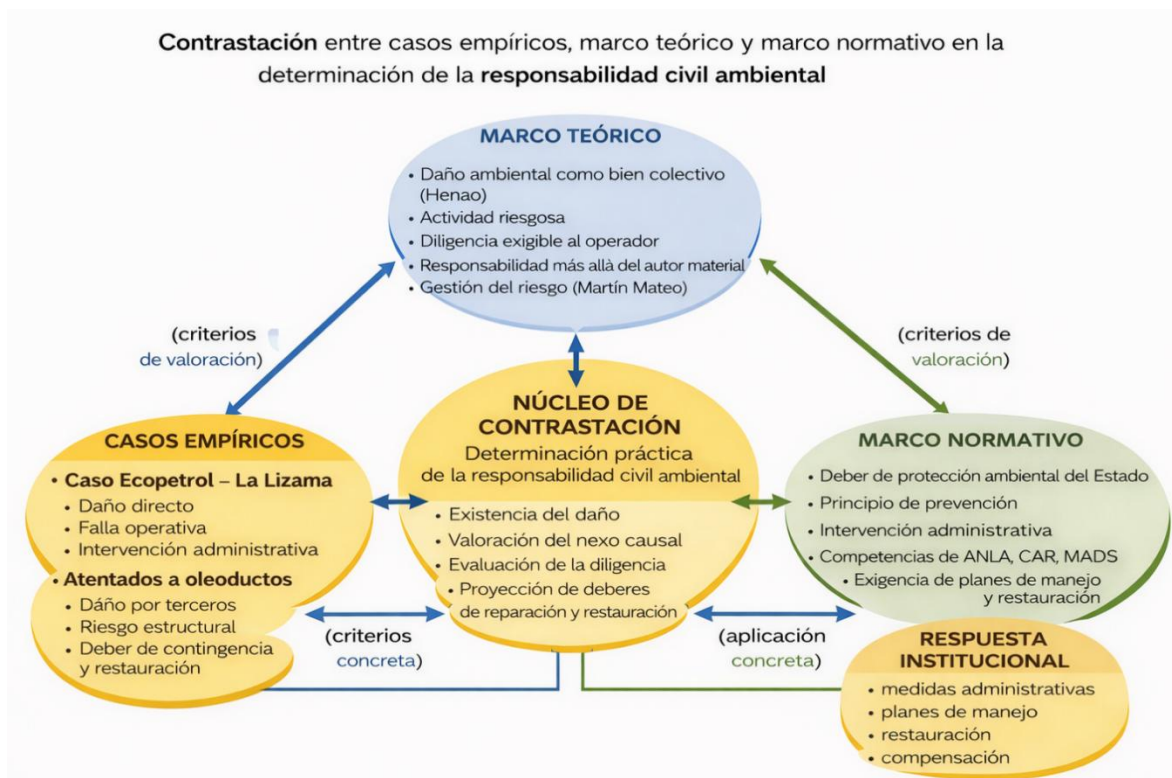 Contrastación entre casos empíricos, marco teórico y marco normativo en la
determinación de la responsabilidad civil ambiental
MARCO TEÓRICO
• Daño ambiental como bien colectivo
(Henao)
• Actividad riesgosa
• Diligencia exigible al operador
• Responsabilidad más allà del autor material
• Gestión del riesgo (Martín Mateo)
(criterios
de valoración)
(criterios de
valoración)
CASOS EMPÍRICOS
• Caso Ecopetrol – La Lizama
• Daño directo
• Falla operativa
• Intervención administrativa
• Atentados a oleoductos
• Dáño por terceros
• Riesgo estructural
• Deber de contingencia
y restauración
NÚCLEO DE
CONTRASTACIÓN
Determinación práctica
de la responsabilidad civil ambiental
• Existencia del daño
• Valoración del nexo causal
• Evaluación de la diligencia
• Proyección de deberes
de reparación y restauración
MARCO NORMATIVO
• Deber de protección ambiental del Estado
• Principio de prevención
• Intervención administrativa
• Competencias de ANLA, CAR, MADS
• Exigencia de planes de manejo
y restauración
(criterios
concreta)
(aplicación
concreta)
RESPUESTA
INSTITUCIONAL
• medidas administrativas
• planes de manejo
• restauración
• compensación